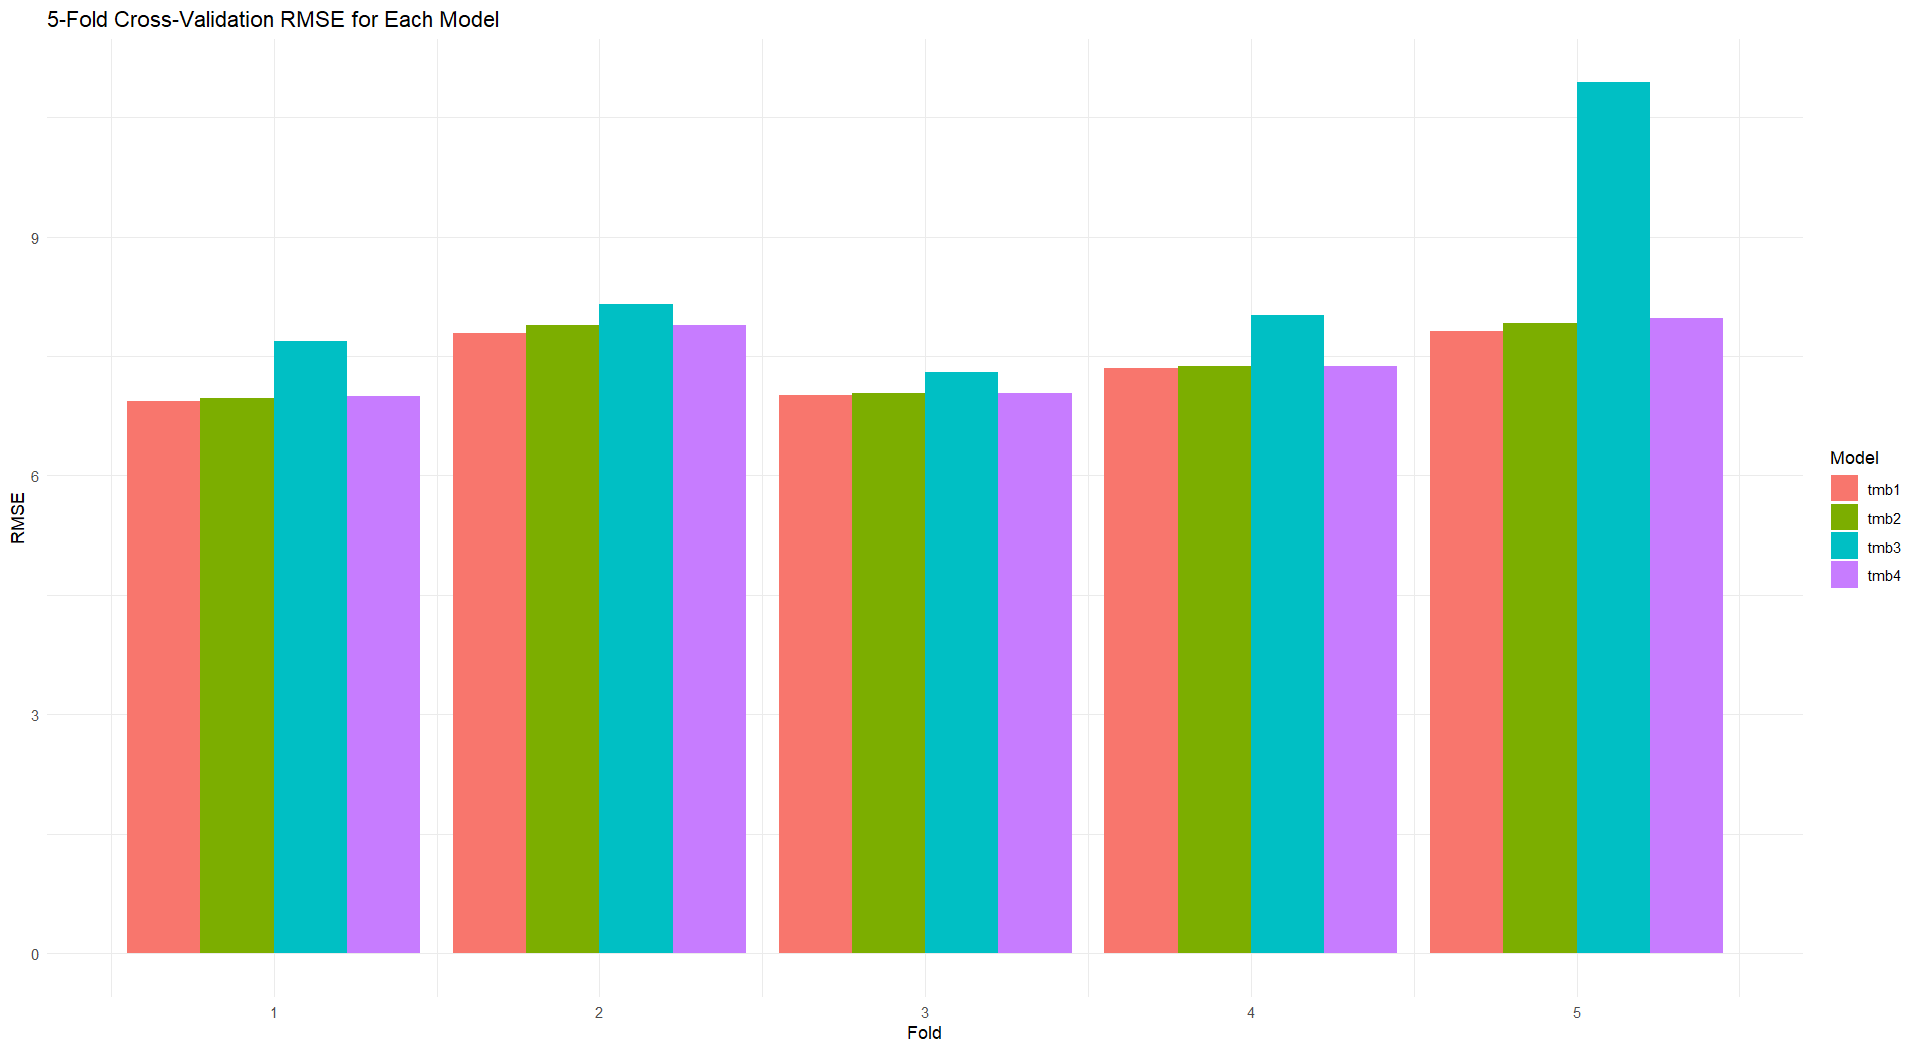 5-Fold Cross-Validation RMSE for Each Model
RMSE
9
6
3
0
1 2 3 4 5
Fold
Model
tmb1
tmb2
tmb3
tmb4